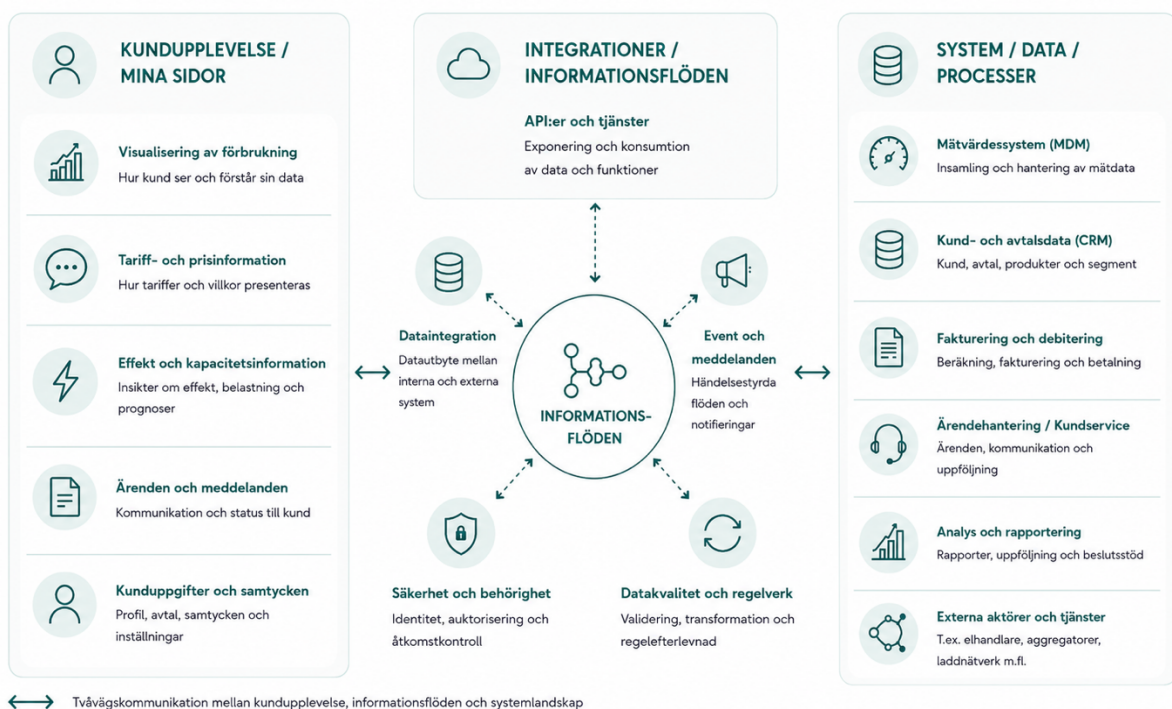 KUNDUPPLEVELSE /
MINA SIDOR
Visualisering av förbrukning
Hur kund ser och förstår sin data
Tariff- och prisinformation
Hur tariffer och villkor presenteras
Effekt och kapacitetsinformation
Insikter om effekt, belastning och
prognoser
Ärenden och meddelanden
Kommunikation och status till kund
Kunduppgifter och samtycken
Profil, avtal, samtycken och
inställningar
INTEGRATIONER /
INFORMATIONSFLÖDEN
API:er och tjänster
Exponering och konsumtion
av data och funktioner
Dataintegration
Datautbyte mellan
interna och externa
system
Event och
meddelanden
Händelsestyrda
flöden och
notifieringar
INFORMATIONS-
FLÖDEN
Säkerhet och behörighet
Identitet, auktorisering och
åtkomstkontroll
Datakvalitet och regelverk
Validering, transformation och
regelefterlevnad
SYSTEM / DATA /
PROCESSER
Mätvärdessystem (MDM)
Insamling och hantering av mätdata
Kund- och avtalsdata (CRM)
Kund, avtal, produkter och segment
Fakturering och debitering
Beräkning, fakturering och betalning
Ärendehantering / Kundservice
Ärenden, kommunikation och
uppföljning
Analys och rapportering
Rapporter, uppföljning och beslutsstöd
Externa aktörer och tjänster
T.ex. elhandlare, aggregatorer,
laddnätverk m.fl.
Tvåvägskommunikation mellan kundupplevelse, informationsflöden och systemlandskap